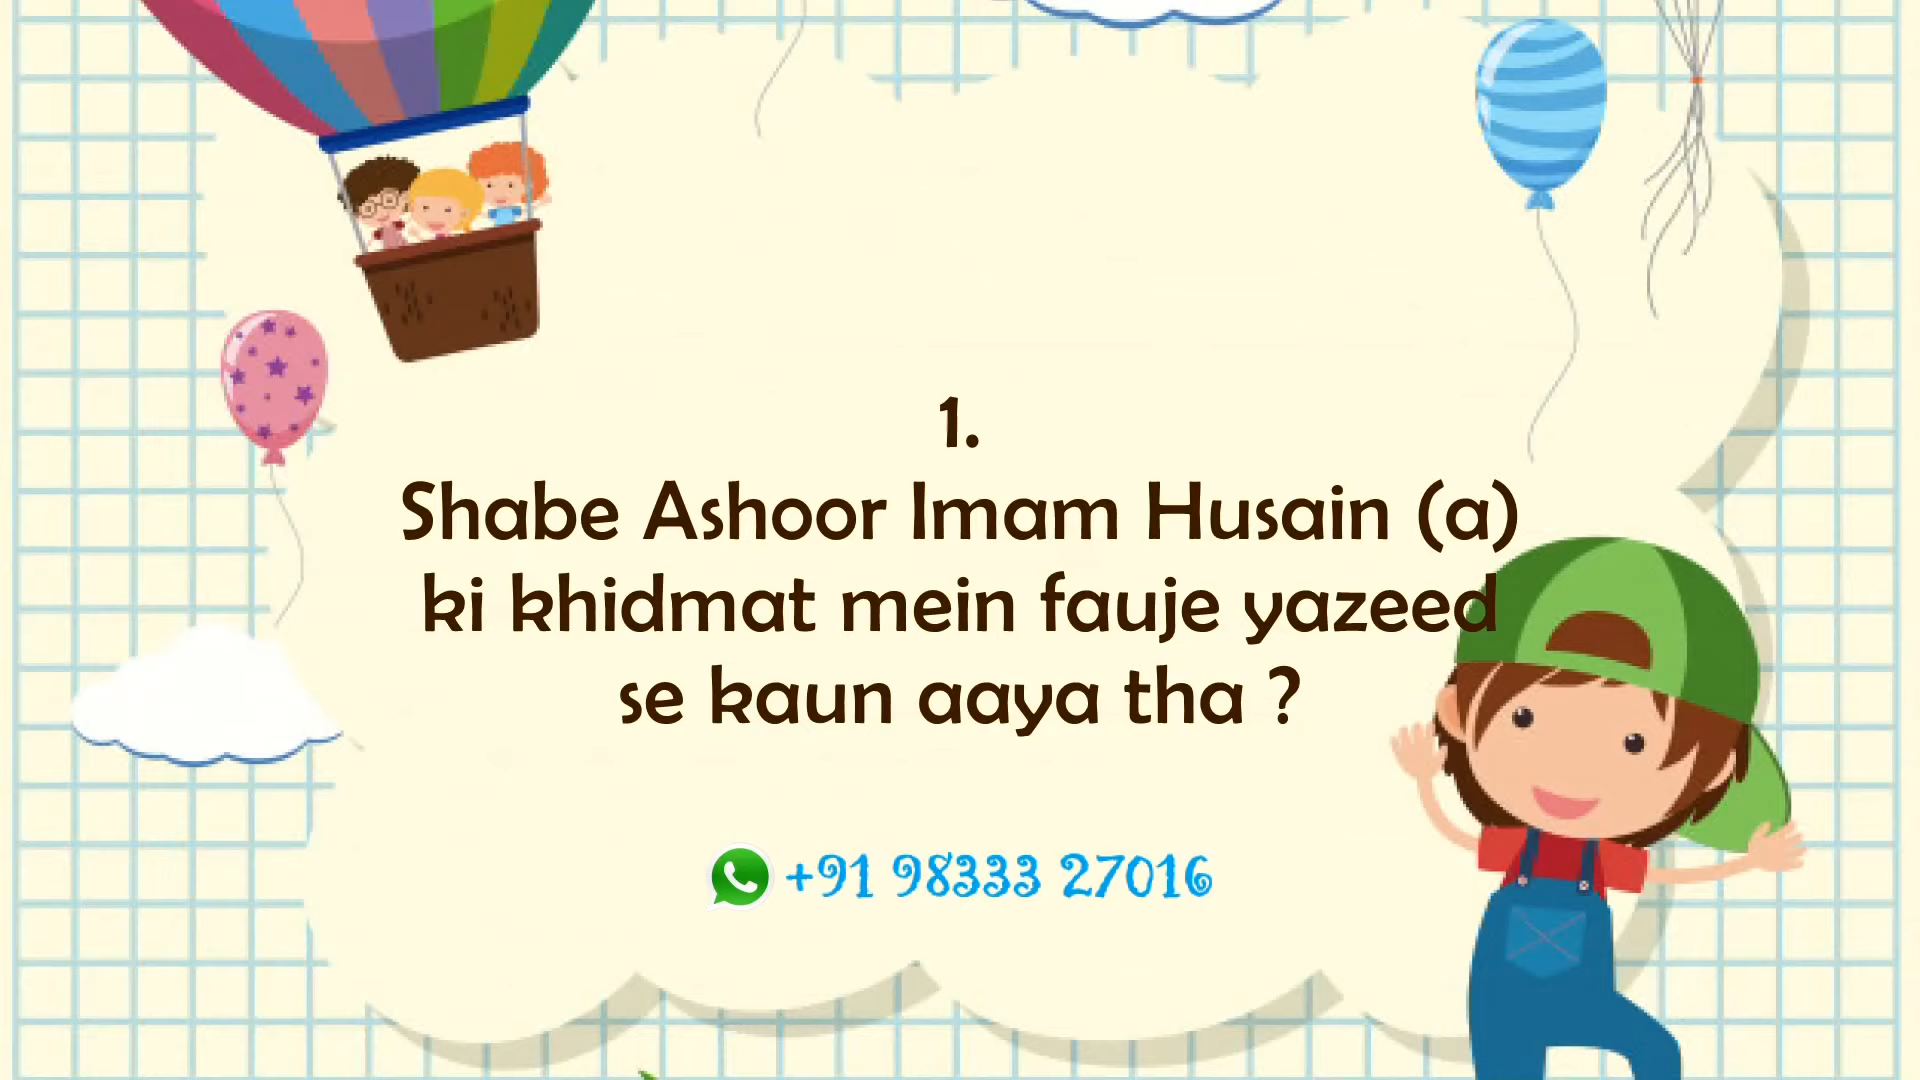 1.
Shabe Ashoor Imam Husain (a)
ki khidmat mein fauje yazeed
se kaun aaya tha ?
+91 98333 27016